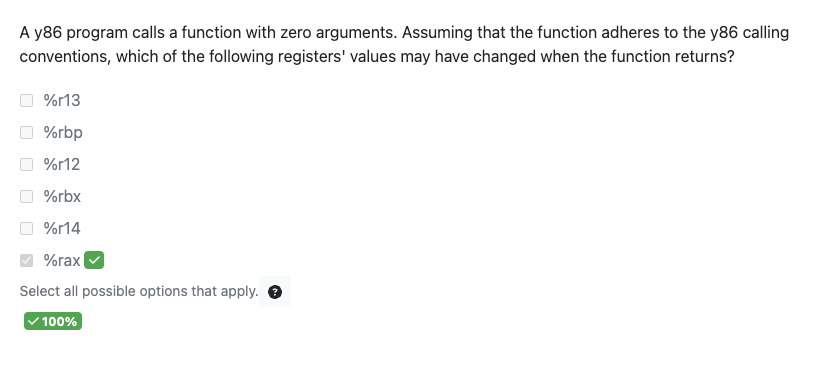 A y86 program calls a function with zero arguments. Assuming that the function adheres to the y86 calling
conventions, which of the following registers' values may have changed when the function returns?
%r13
%rbp
%r12
%rbx
%r14
%rax
Select all possible options that apply. ?
100%